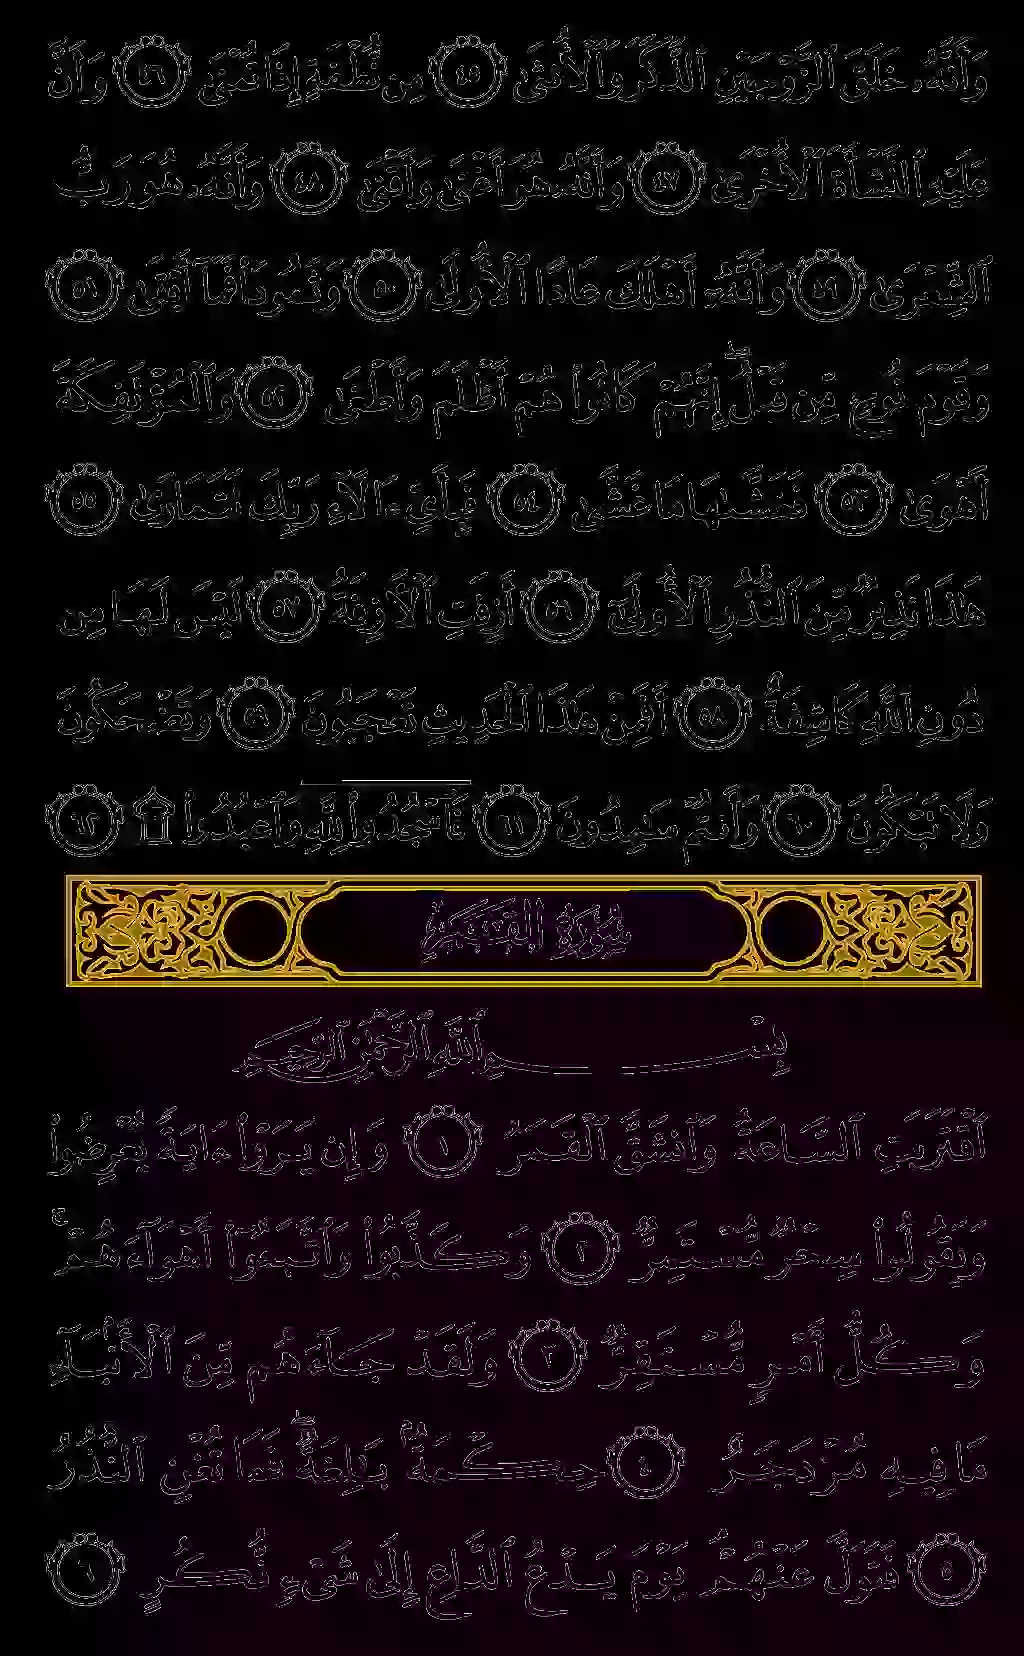 وَأَنَّهُۥ خَلَقَ ٱلزَّوْجَيْنِ ٱلذَّكَرَ وَٱلْأُنثَىٰ ٤٥ مِن نُّطْفَةٍ إِذَا تُمْنَىٰ ٤٦ وَأَنَّ
عَلَيْهِ ٱلنَّشْأَةَ ٱلْأُخْرَىٰ ٤٧ وَأَنَّهُۥ هُوَ أَغْنَىٰ وَأَقْنَىٰ ٤٨ وَأَنَّهُۥ هُوَ رَبُّ
ٱلشِّعْرَىٰ ٤٩ وَأَنَّهُۥٓ أَهْلَكَ عَادًا ٱلْأُولَىٰ ٥٠ وَثَمُودَا۟ فَمَآ أَبْقَىٰ ٥١
وَقَوْمَ نُوحٍ مِّن قَبْلُ ۖ إِنَّهُمْ كَانُوا۟ هُمْ أَظْلَمَ وَأَطْغَىٰ ٥٢ وَٱلْمُؤْتَفِكَةَ
أَهْوَىٰ ٥٣ فَغَشَّىٰهَا مَا غَشَّىٰ ٥٤ فَبِأَىِّ ءَالَآءِ رَبِّكَ تَتَمَارَىٰ ٥٥
هَٰذَا نَذِيرٌ مِّنَ ٱلنُّذُرِ ٱلْأُولَىٰٓ ٥٦ أَزِفَتِ ٱلْءَازِفَةُ ٥٧ لَيْسَ لَهَا مِن
دُونِ ٱللَّهِ كَاشِفَةٌ ٥٨ أَفَمِنْ هَٰذَا ٱلْحَدِيثِ تَعْجَبُونَ ٥٩ وَتَضْحَكُونَ
وَلَا تَبْكُونَ ٦٠ وَأَنتُمْ سَٰمِدُونَ ٦١ فَٱسْجُدُوا۟ لِلَّهِ وَٱعْبُدُوا۟ ۩ ٦٢
سُورَةُ القَمَرِ
بِسْمِ ٱللَّهِ ٱلرَّحْمَٰنِ ٱلرَّحِيمِ
ٱقْتَرَبَتِ ٱلسَّاعَةُ وَٱنشَقَّ ٱلْقَمَرُ ١ وَإِن يَرَوْا۟ ءَايَةً يُعْرِضُوا۟
وَيَقُولُوا۟ سِحْرٌ مُّسْتَمِرٌّ ٢ وَكَذَّبُوا۟ وَٱتَّبَعُوٓا۟ أَهْوَآءَهُمْ ۚ
وَكُلُّ أَمْرٍ مُّسْتَقِرٌّ ٣ وَلَقَدْ جَآءَهُم مِّنَ ٱلْأَنۢبَآءِ
مَا فِيهِ مُزْدَجَرٌ ٤ حِكْمَةٌۢ بَٰلِغَةٌ ۖ فَمَا تُغْنِ ٱلنُّذُرُ
٥ فَتَوَلَّ عَنْهُمْ ۘ يَوْمَ يَدْعُ ٱلدَّاعِ إِلَىٰ شَىْءٍ نُّكُرٍ ٦